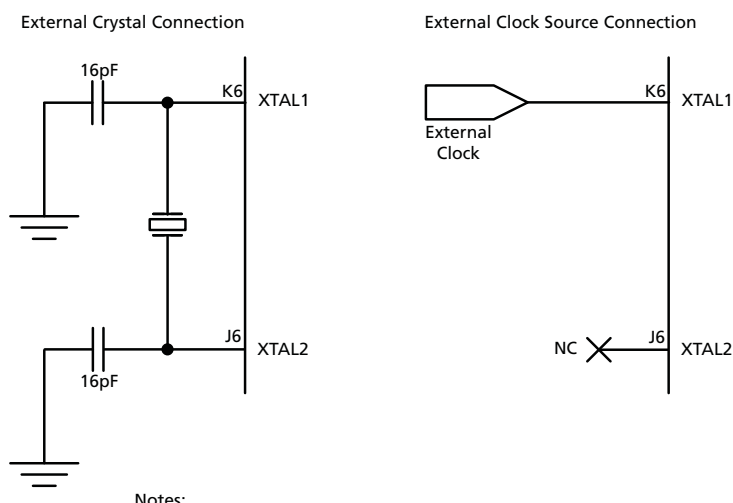 External Crystal Connection
16pF
K6
XTAL1
J6
XTAL2
16pF
External Clock Source Connection
K6
XTAL1
External
Clock
NC
J6
XTAL2
Notes: